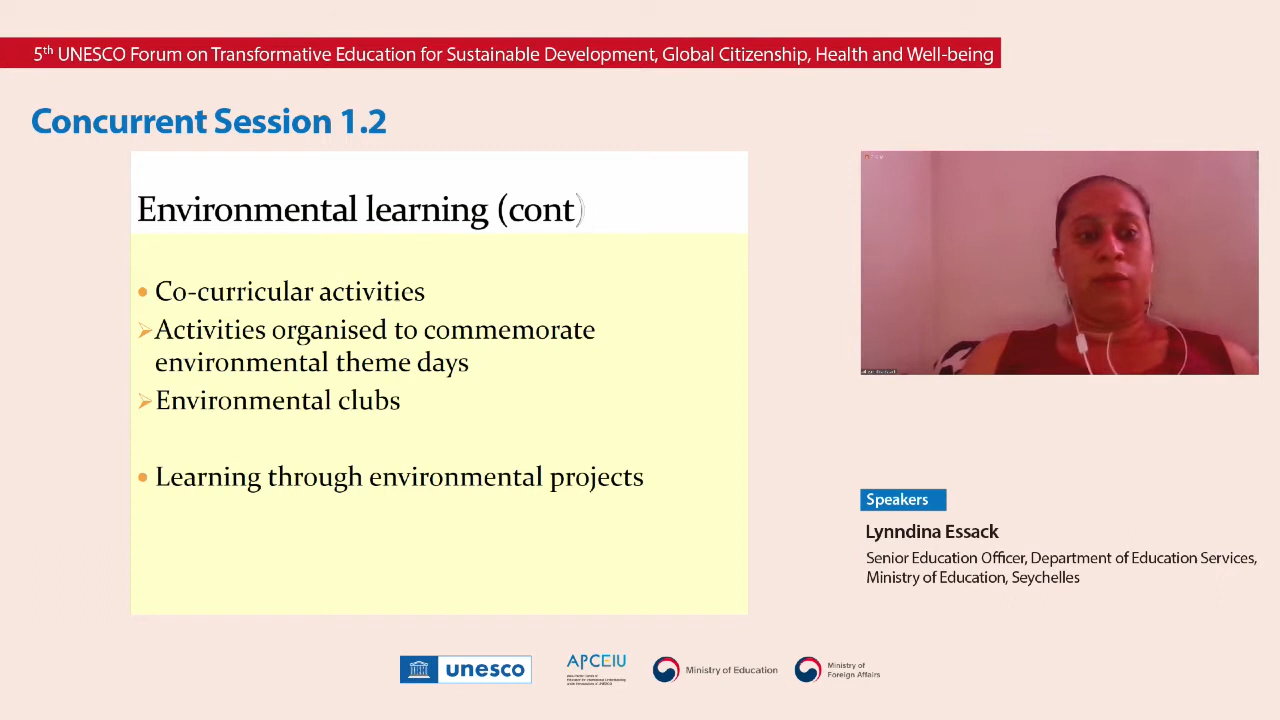 5th UNESCO Forum on Transformative Education for Sustainable Development, Global Citizenship, Health and Well-being
Concurrent Session 1.2
Environmental learning (cont)
• Co-curricular activities
➢Activities organised to commemorate
environmental theme days
➢Environmental clubs
• Learning through environmental projects
Speakers
Lynndina Essack
Senior Education Officer, Department of Education Services,
Ministry of Education, Seychelles
unesco
APCEIU
Ministry of Education
Ministry of
Foreign Affairs